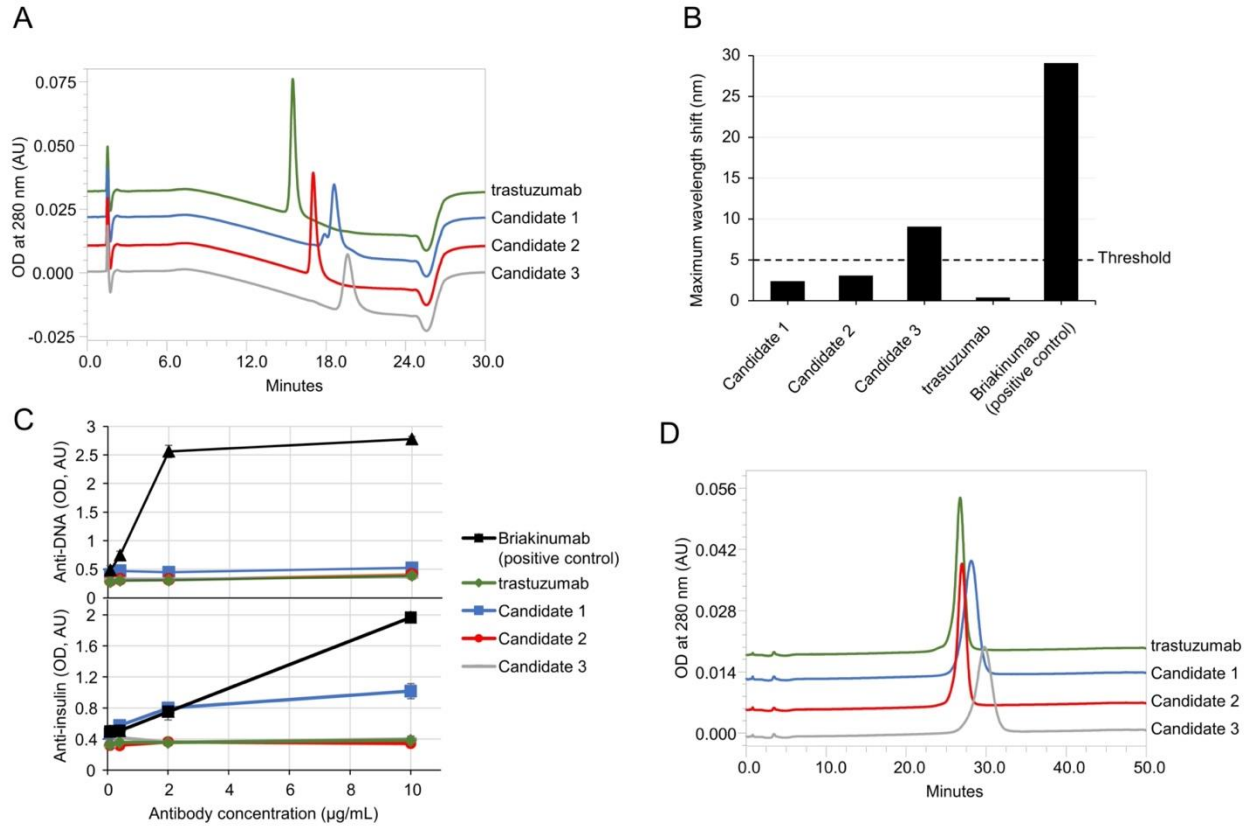 A
OD at 280 nm (AU)
0.075
0.050
0.025
0.000
-0.025
0.0 6.0 12.0 18.0 24.0 30.0
Minutes
trastuzumab
Candidate 1
Candidate 2
Candidate 3
B
Maximum wavelength shift (nm)
30
25
20
15
10
5
0
Threshold
Candidate 1
Candidate 2
Candidate 3
trastuzumab
Briakinumab
(positive control)
C
Anti-DNA (OD, AU)
3
2.5
2
1.5
1
0.5
0
Anti-insulin (OD, AU)
2
1.6
1.2
0.8
0.4
0
0 2 4 6 8 10
Antibody concentration (µg/mL)
Briakinumab
(positive control)
trastuzumab
Candidate 1
Candidate 2
Candidate 3
D
OD at 280 nm (AU)
0.056
0.042
0.028
0.014
0.000
0.0 10.0 20.0 30.0 40.0 50.0
Minutes
trastuzumab
Candidate 1
Candidate 2
Candidate 3